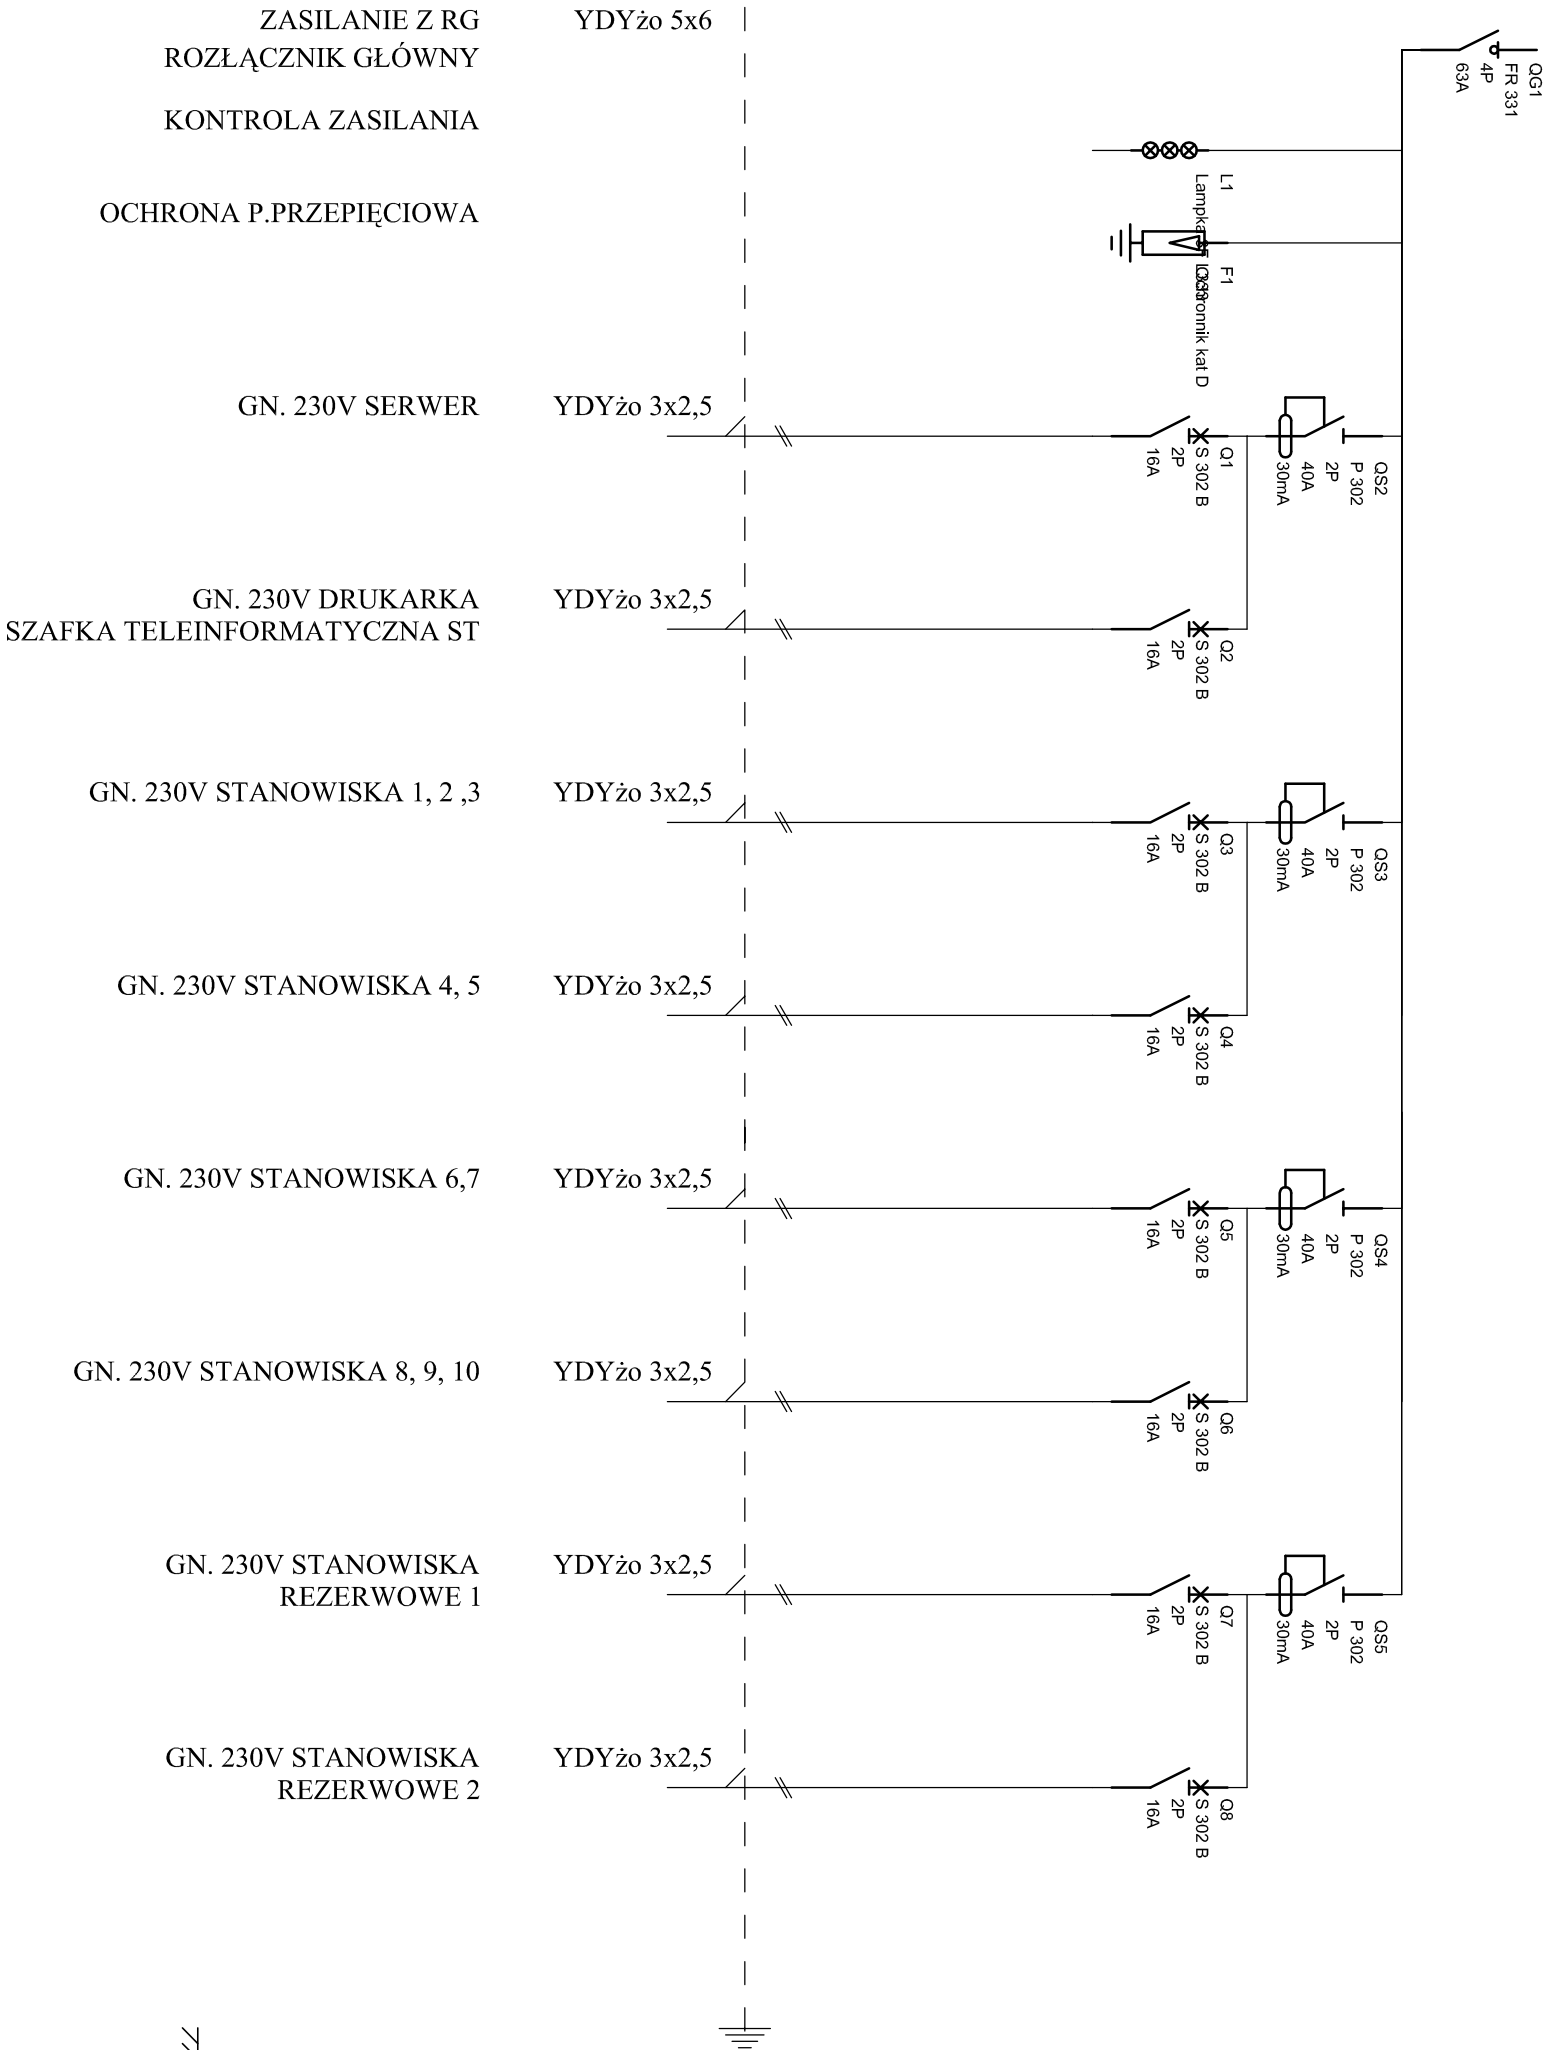 ZASILANIE Z RG YDYżo 5x6
ROZŁĄCZNIK GŁÓWNY
QG1
FR 331
4P
63A
KONTROLA ZASILANIA
L1
Lampka
OCHRONA P.PRZEPIĘCIOWA
F1
Ochronnik kat D
GN. 230V SERWER YDYżo 3x2,5
Q1
S 302 B
2P
16A
QS2
P 302
2P
40A
30mA
GN. 230V DRUKARKA YDYżo 3x2,5
SZAFKA TELEINFORMATYCZNA ST
Q2
S 302 B
2P
16A
GN. 230V STANOWISKA 1, 2 ,3 YDYżo 3x2,5
Q3
S 302 B
2P
16A
QS3
P 302
2P
40A
30mA
GN. 230V STANOWISKA 4, 5 YDYżo 3x2,5
Q4
S 302 B
2P
16A
GN. 230V STANOWISKA 6,7 YDYżo 3x2,5
Q5
S 302 B
2P
16A
QS4
P 302
2P
40A
30mA
GN. 230V STANOWISKA 8, 9, 10 YDYżo 3x2,5
Q6
S 302 B
2P
16A
GN. 230V STANOWISKA YDYżo 3x2,5
REZERWOWE 1
Q7
S 302 B
2P
16A
QS5
P 302
2P
40A
30mA
GN. 230V STANOWISKA YDYżo 3x2,5
REZERWOWE 2
Q8
S 302 B
2P
16A